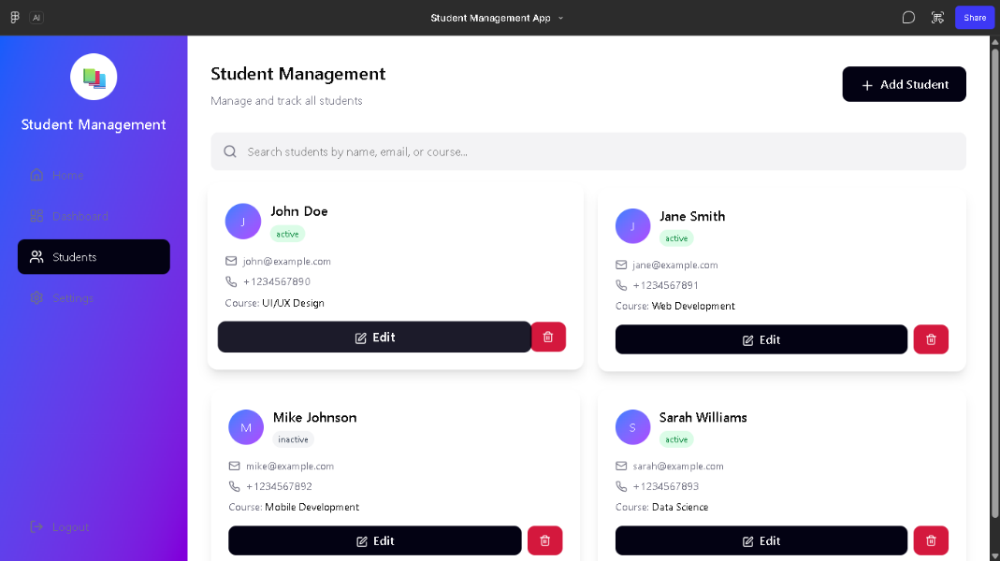 AI
Student Management App
Share
Student Management
Home
Dashboard
Students
Settings
Logout
Student Management
Manage and track all students
Add Student
Search students by name, email, or course...
J
John Doe
active
john@example.com
+1234567890
Course: UI/UX Design
Edit
J
Jane Smith
active
jane@example.com
+1234567891
Course: Web Development
Edit
M
Mike Johnson
inactive
mike@example.com
+1234567892
Course: Mobile Development
Edit
S
Sarah Williams
active
sarah@example.com
+1234567893
Course: Data Science
Edit